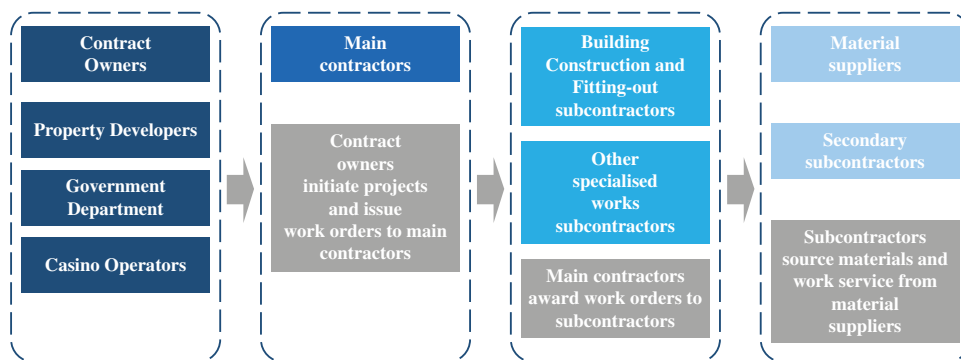 Contract
Owners
Property Developers
Government
Department
Casino Operators
Main
contractors
Contract
owners
initiate projects
and issue
work orders to main
contractors
Building
Construction and
Fitting-out
subcontractors
Other
specialised
works
subcontractors
Main contractors
award work orders to
subcontractors
Material
suppliers
Secondary
subcontractors
Subcontractors
source materials and
work service from
material
suppliers